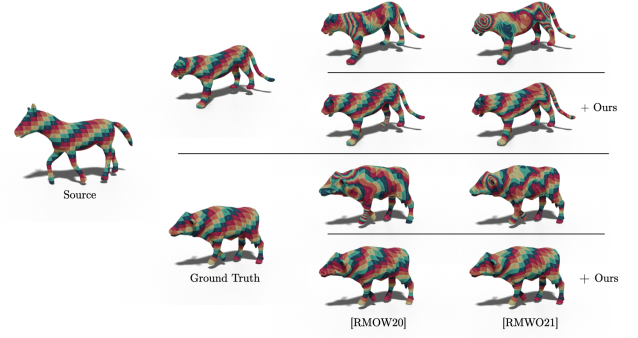 + Ours
Source
Ground Truth
+ Ours
[RMOW20]
[RMWO21]